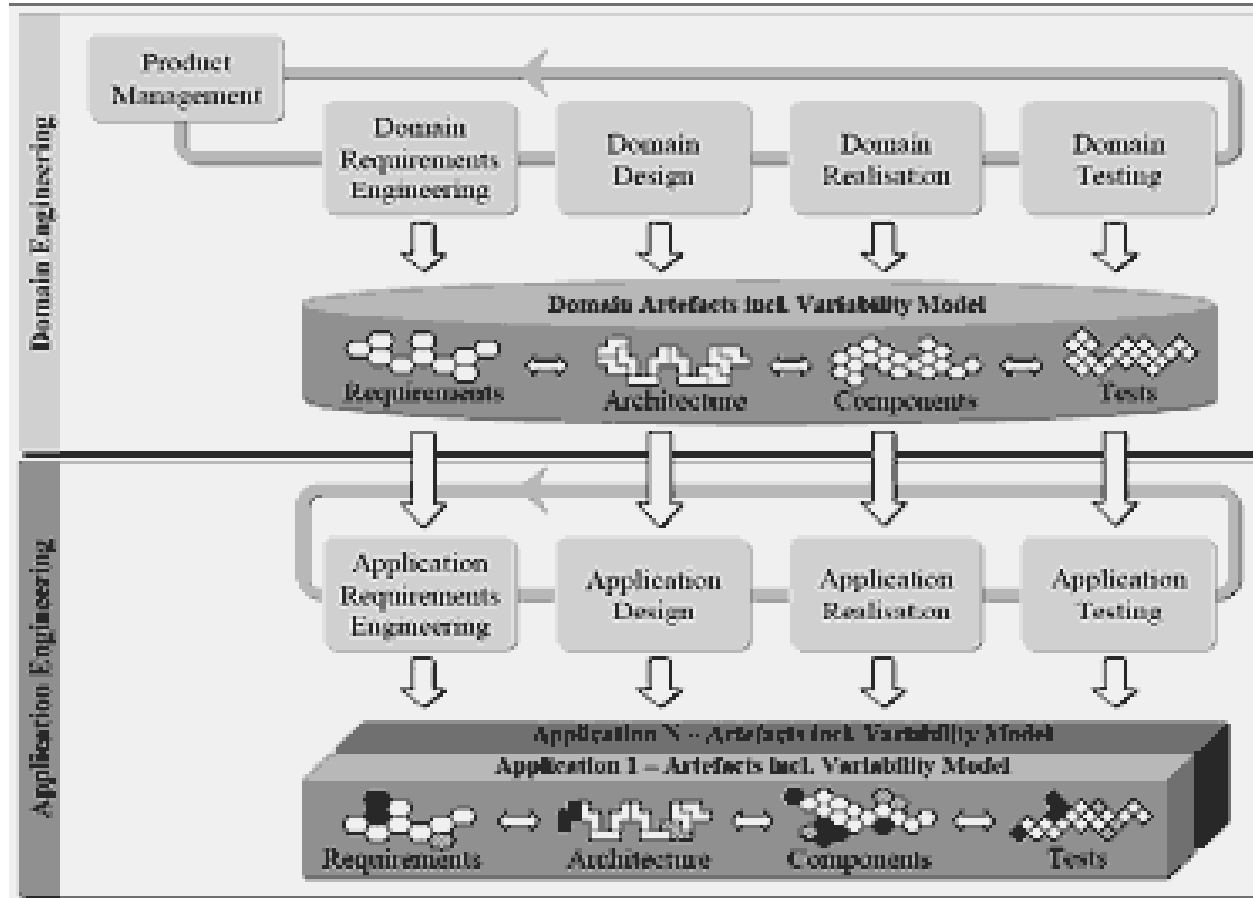 Domain Engineering
Product
Management
Domain
Requirements
Engineering
Domain
Design
Domain
Realisation
Domain
Testing
Domain Artefacts incl. Variability Model
Requirements
Architecture
Components
Tests
Application Engineering
Application
Requirements
Engineering
Application
Design
Application
Realisation
Application
Testing
Application N – Artefacts incl. Variability Model
Application 1 – Artefacts incl. Variability Model
Requirements
Architecture
Components
Tests